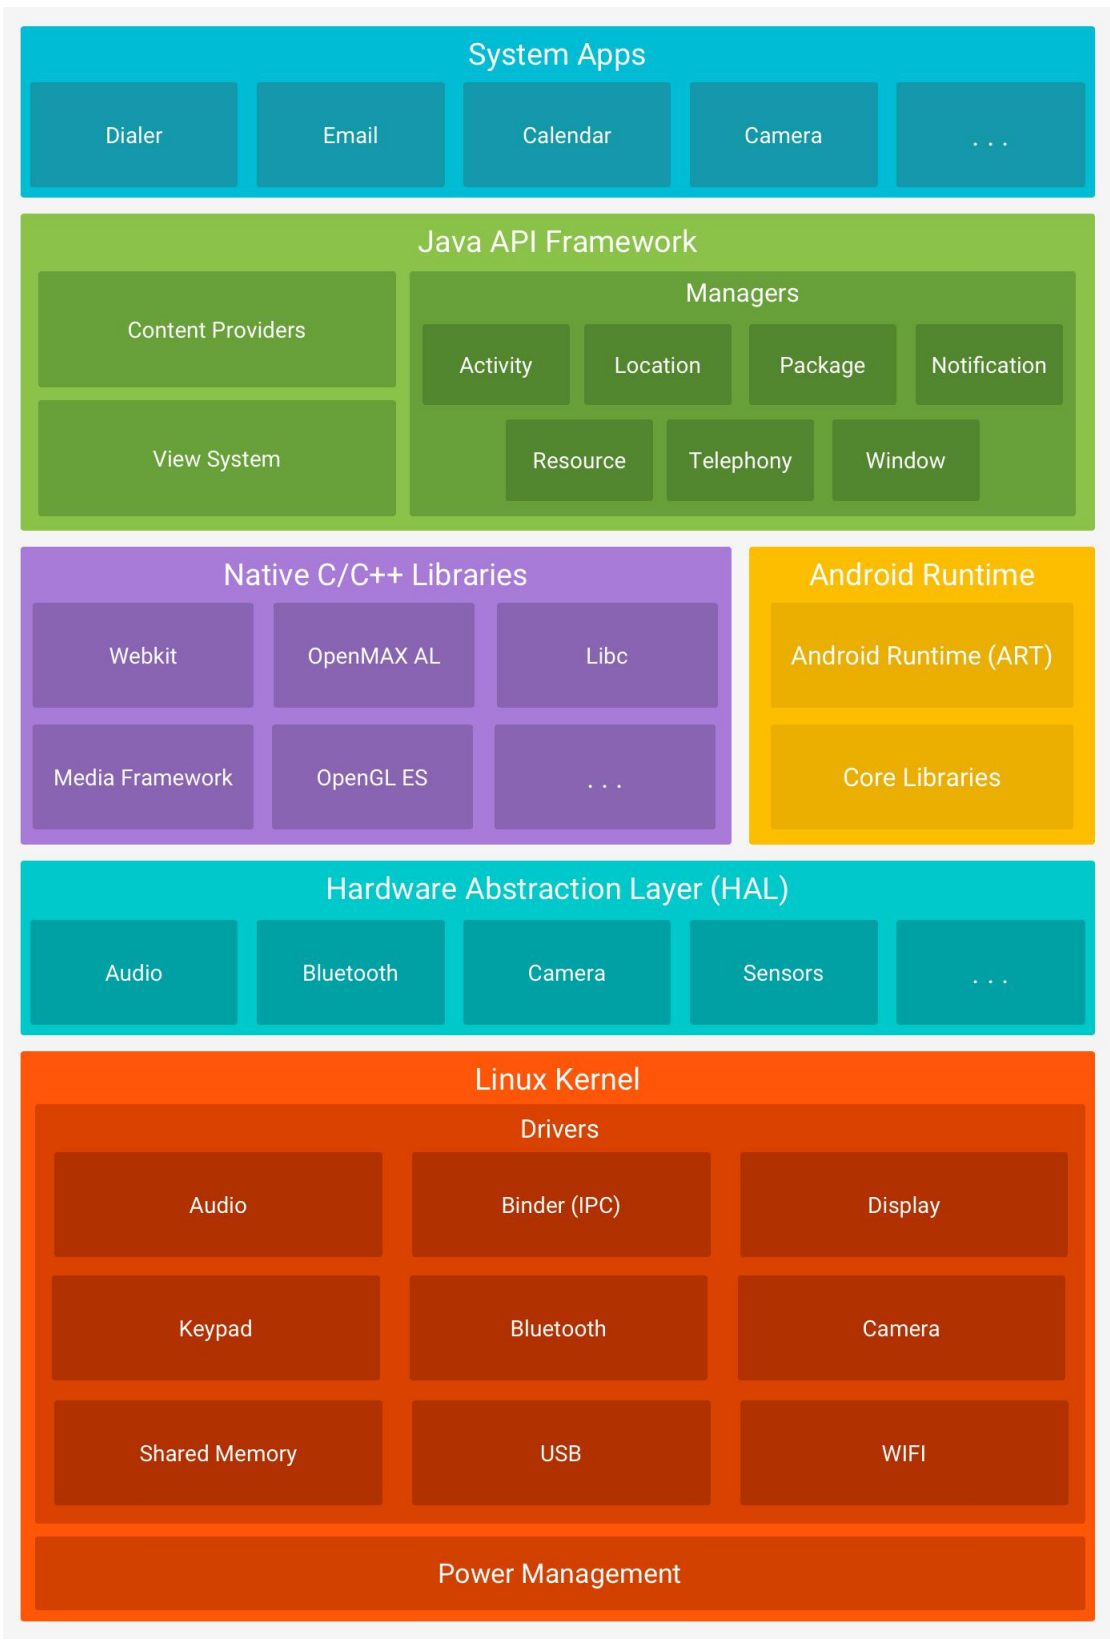 System Apps
Dialer
Email
Calendar
Camera
. . .
Java API Framework
Content Providers
View System
Managers
Activity
Location
Package
Notification
Resource
Telephony
Window
Native C/C++ Libraries
Webkit
OpenMAX AL
Libc
Media Framework
OpenGL ES
. . .
Android Runtime
Android Runtime (ART)
Core Libraries
Hardware Abstraction Layer (HAL)
Audio
Bluetooth
Camera
Sensors
. . .
Linux Kernel
Drivers
Audio
Binder (IPC)
Display
Keypad
Bluetooth
Camera
Shared Memory
USB
WIFI
Power Management